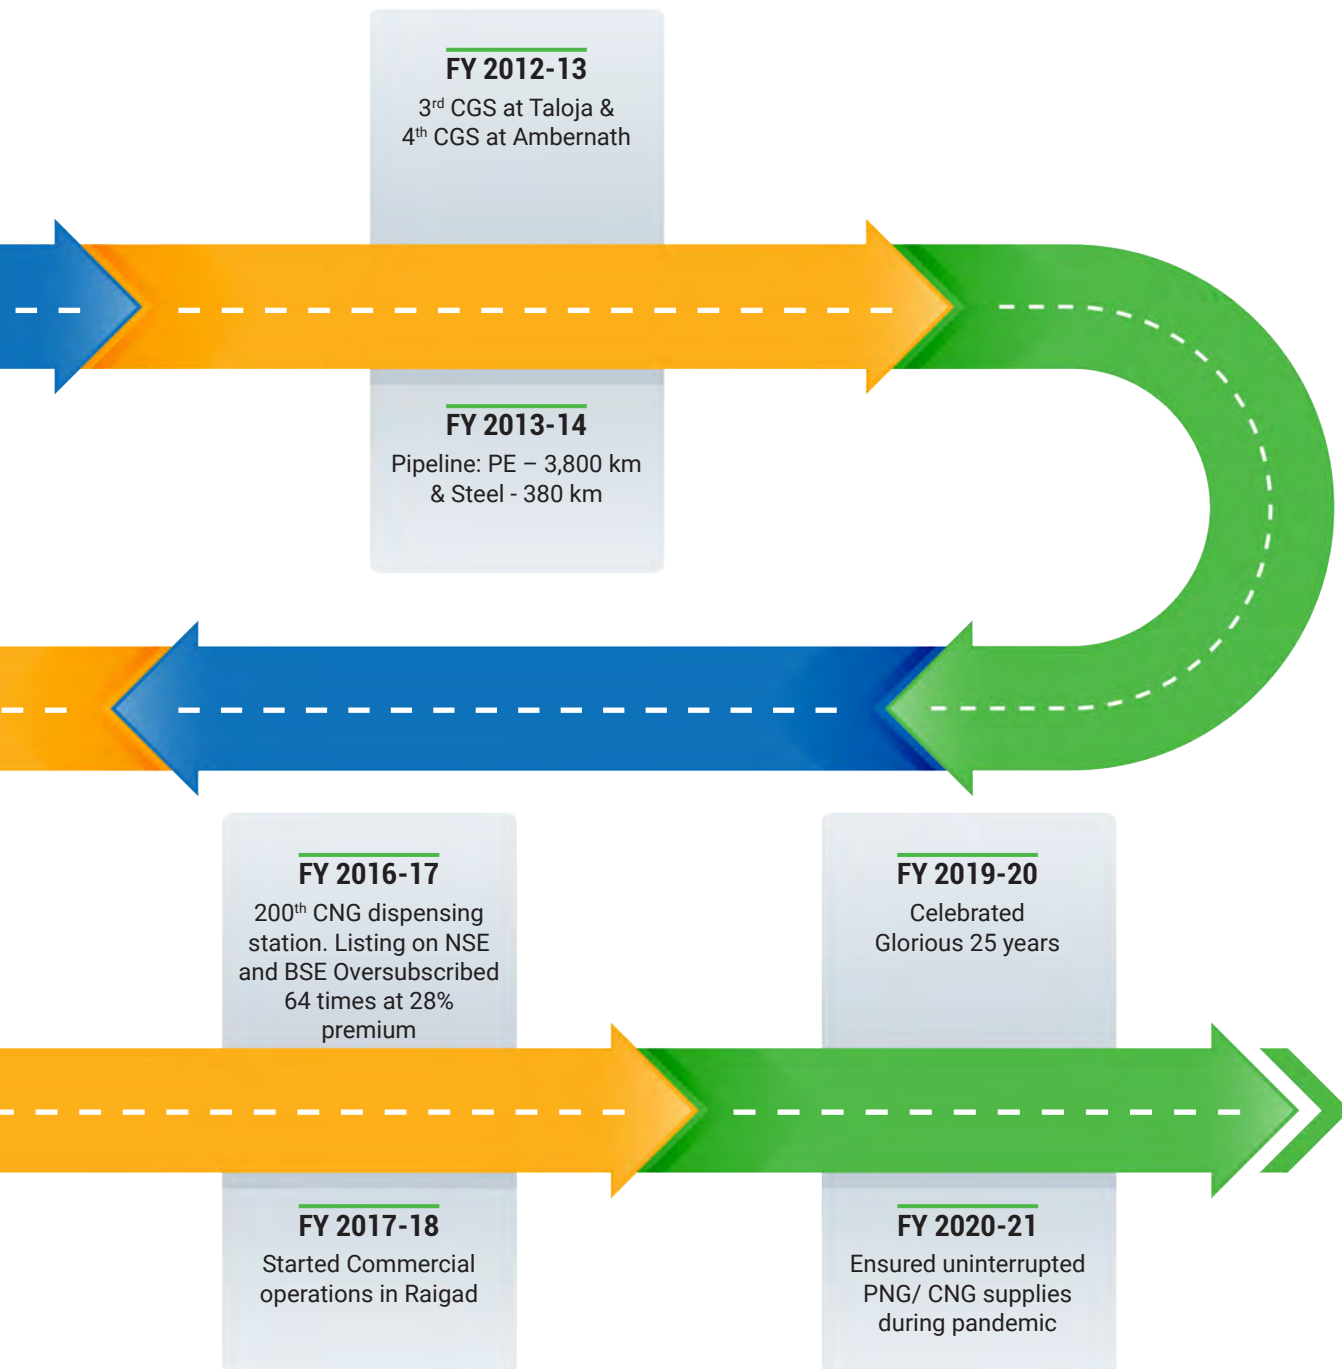 FY 2012-13
3rd CGS at Taloja &
4th CGS at Ambernath
FY 2013-14
Pipeline: PE – 3,800 km
& Steel - 380 km
FY 2016-17
200th CNG dispensing
station. Listing on NSE
and BSE Oversubscribed
64 times at 28%
premium
FY 2017-18
Started Commercial
operations in Raigad
FY 2019-20
Celebrated
Glorious 25 years
FY 2020-21
Ensured uninterrupted
PNG/ CNG supplies
during pandemic